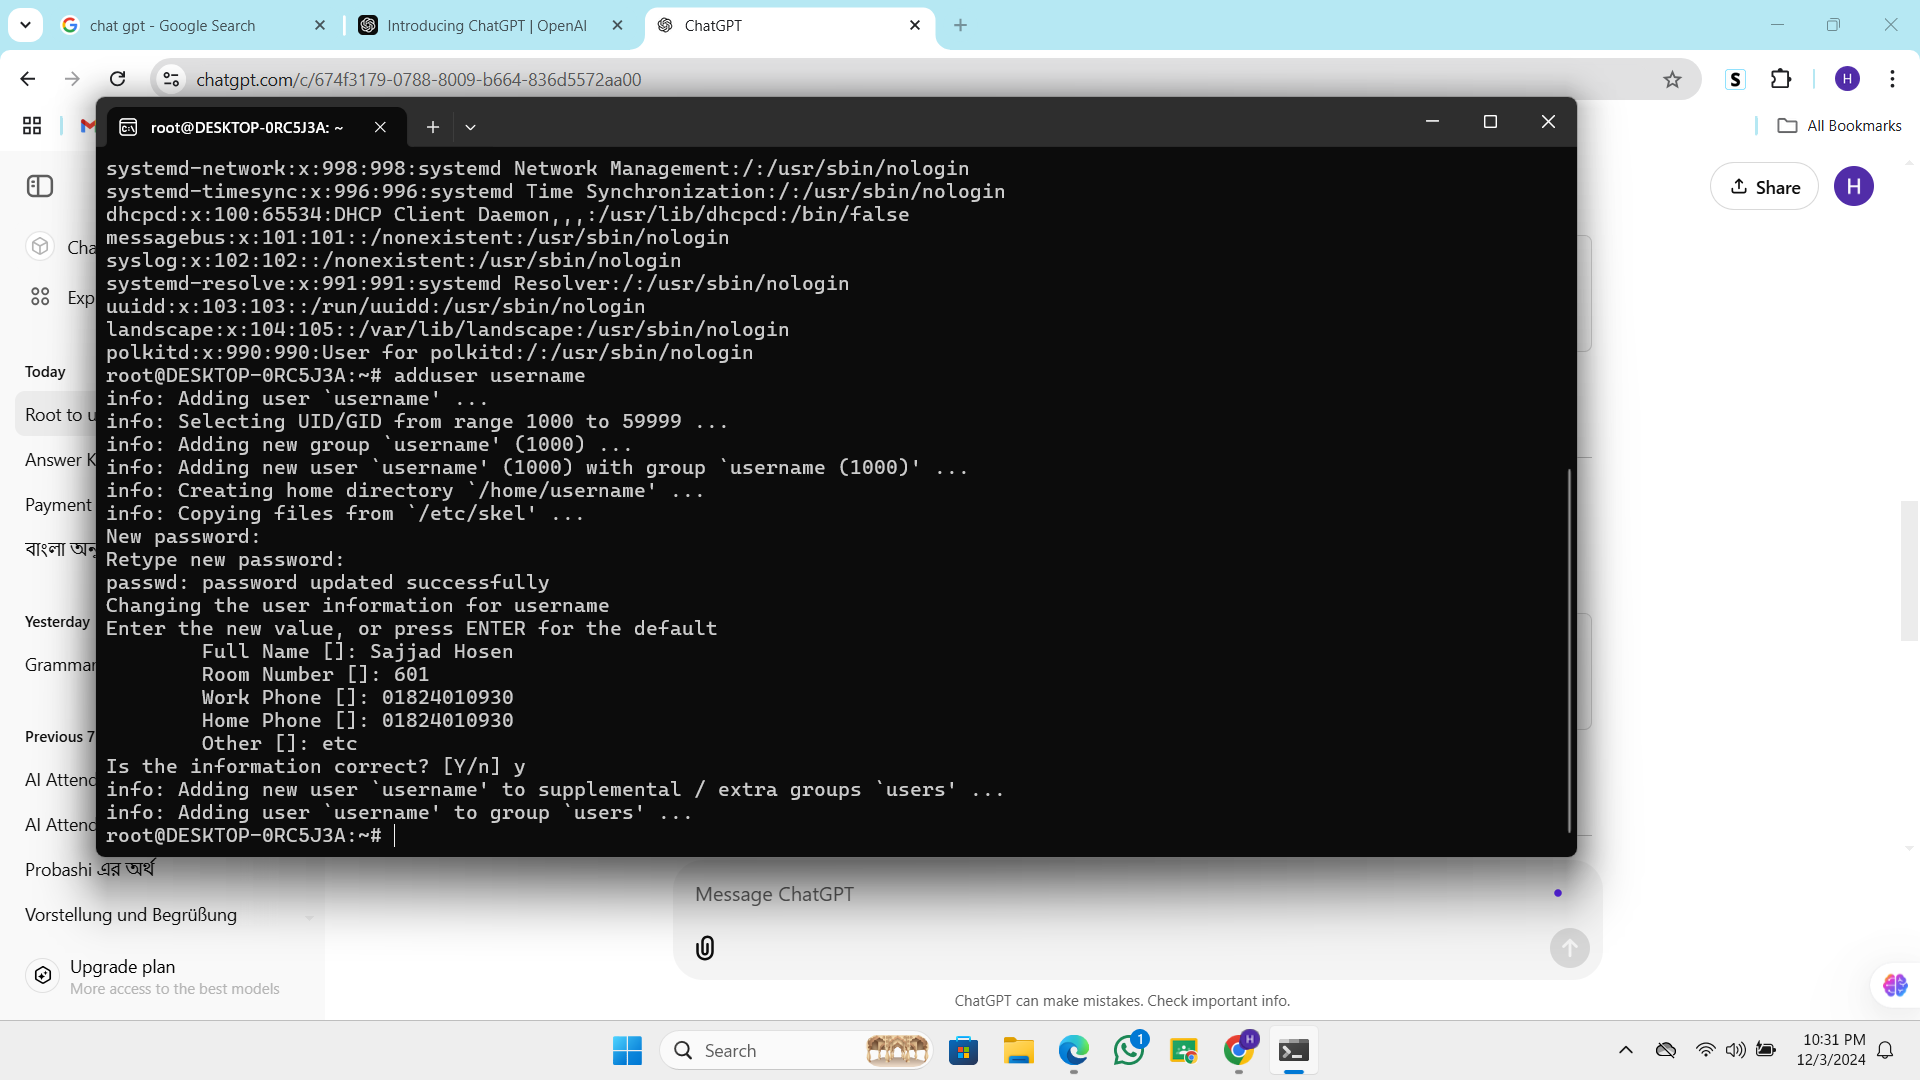 chat gpt - Google Search
Introducing ChatGPT | OpenAI
ChatGPT
chatgpt.com/c/674f3179-0788-8009-b664-836d5572aa00
S
H
All Bookmarks
root@DESKTOP-0RC5J3A: ~
Share
H
Cha
Exp
Today
Root to u
Answer K
Payment
বাংলা অনু
Yesterday
Grammar
Previous 7
AI Attend
AI Attend
Probashi এর অর্থ
Vorstellung und Begrüßung
Upgrade plan
More access to the best models
systemd-network:x:998:998:systemd Network Management:/:/usr/sbin/nologin
systemd-timesync:x:996:996:systemd Time Synchronization:/:/usr/sbin/nologin
dhcpcd:x:100:65534:DHCP Client Daemon,,,:/usr/lib/dhcpcd:/bin/false
messagebus:x:101:101::/nonexistent:/usr/sbin/nologin
syslog:x:102:102::/nonexistent:/usr/sbin/nologin
systemd-resolve:x:991:991:systemd Resolver:/:/usr/sbin/nologin
uuidd:x:103:103::/run/uuidd:/usr/sbin/nologin
landscape:x:104:105::/var/lib/landscape:/usr/sbin/nologin
polkitd:x:990:990:User for polkitd:/:/usr/sbin/nologin
root@DESKTOP-0RC5J3A:~# adduser username
info: Adding user `username' ...
info: Selecting UID/GID from range 1000 to 59999 ...
info: Adding new group `username' (1000) ...
info: Adding new user `username' (1000) with group `username (1000)' ...
info: Creating home directory `/home/username' ...
info: Copying files from `/etc/skel' ...
New password:
Retype new password:
passwd: password updated successfully
Changing the user information for username
Enter the new value, or press ENTER for the default
Full Name []: Sajjad Hosen
Room Number []: 601
Work Phone []: 01824010930
Home Phone []: 01824010930
Other []: etc
Is the information correct? [Y/n] y
info: Adding new user `username' to supplemental / extra groups `users' ...
info: Adding user `username' to group `users' ...
root@DESKTOP-0RC5J3A:~#
Message ChatGPT
ChatGPT can make mistakes. Check important info.
Search
1
H
10:31 PM
12/3/2024